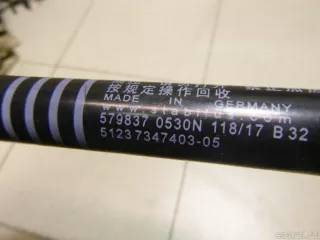 按规定操作回收
MADE IN GERMANY
www.stabilus.com
579837 0530N 118/17 B 32
51237347403-05